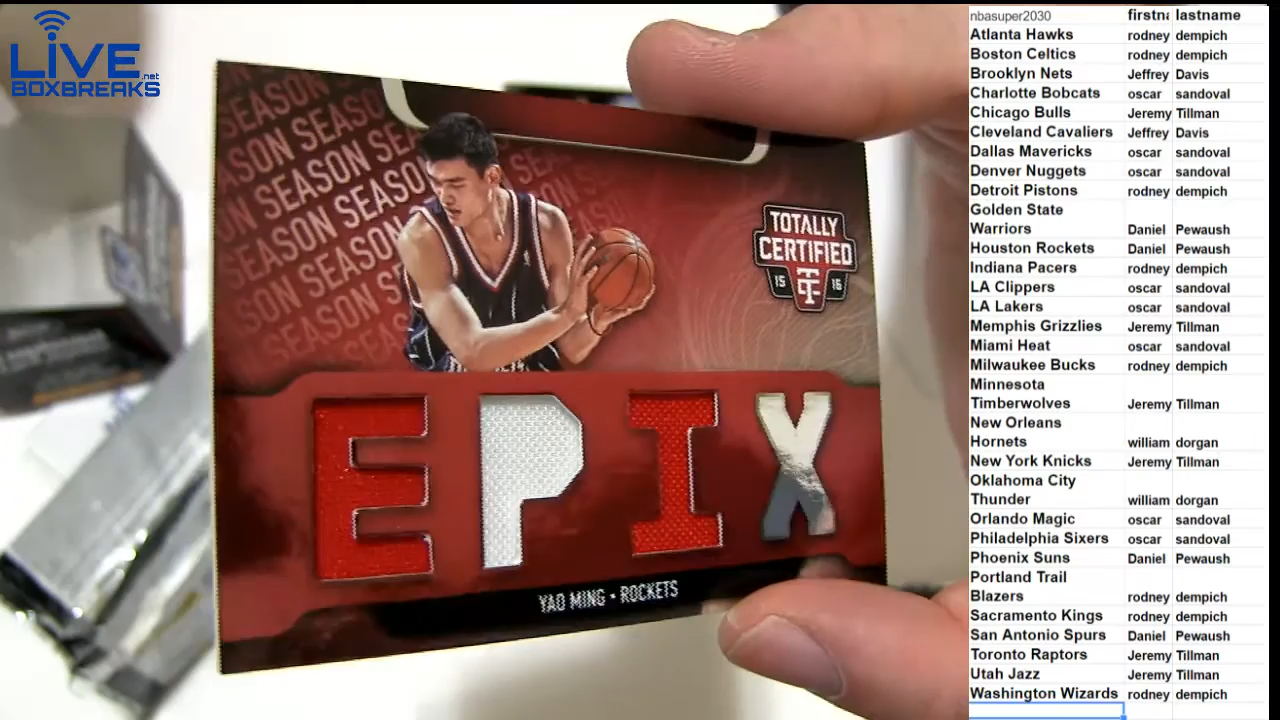 LIVE.net
BOXBREAKS
SEASON SEASON
SEASON SEASON
SEASON SEASON
SEASON SEASON
TOTALLY
CERTIFIED
15 TC 16
EPIX
YAO MING • ROCKETS
nbasuper2030 firstna lastname
Atlanta Hawks rodney dempich
Boston Celtics rodney dempich
Brooklyn Nets Jeffrey Davis
Charlotte Bobcats oscar sandoval
Chicago Bulls Jeremy Tillman
Cleveland Cavaliers Jeffrey Davis
Dallas Mavericks oscar sandoval
Denver Nuggets oscar sandoval
Detroit Pistons rodney dempich
Golden State
Warriors Daniel Pewaush
Houston Rockets Daniel Pewaush
Indiana Pacers rodney dempich
LA Clippers oscar sandoval
LA Lakers oscar sandoval
Memphis Grizzlies Jeremy Tillman
Miami Heat oscar sandoval
Milwaukee Bucks rodney dempich
Minnesota
Timberwolves Jeremy Tillman
New Orleans
Hornets william dorgan
New York Knicks Jeremy Tillman
Oklahoma City
Thunder william dorgan
Orlando Magic oscar sandoval
Philadelphia Sixers oscar sandoval
Phoenix Suns Daniel Pewaush
Portland Trail
Blazers rodney dempich
Sacramento Kings rodney dempich
San Antonio Spurs Daniel Pewaush
Toronto Raptors Jeremy Tillman
Utah Jazz Jeremy Tillman
Washington Wizards rodney dempich